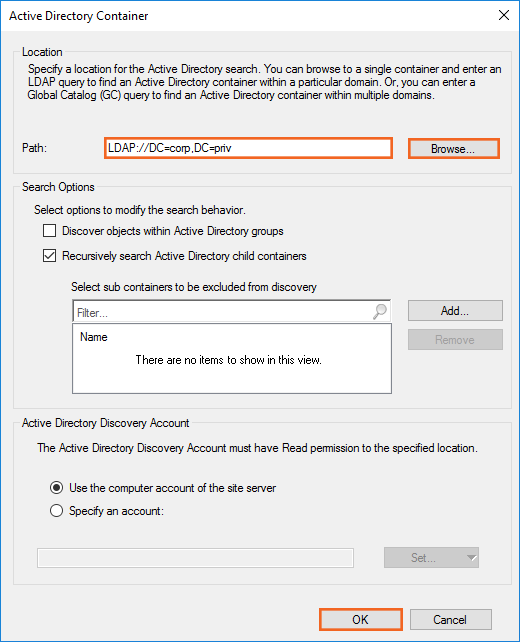 Active Directory Container
Location
Specify a location for the Active Directory search. You can browse to a single container and enter an
LDAP query to find an Active Directory container within a particular domain. Or, you can enter a
Global Catalog (GC) query to find an Active Directory container within multiple domains.
Path:
LDAP://DC=corp,DC=priv
Browse...
Search Options
Select options to modify the search behavior.
Discover objects within Active Directory groups
Recursively search Active Directory child containers
Select sub containers to be excluded from discovery
Filter...
Add...
Remove
Name
There are no items to show in this view.
Active Directory Discovery Account
The Active Directory Discovery Account must have Read permission to the specified location.
Use the computer account of the site server
Specify an account:
Set...
OK
Cancel